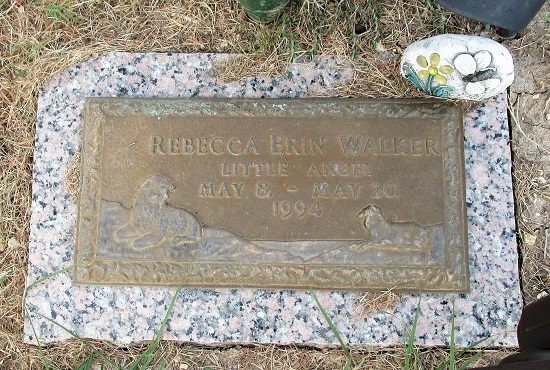 REBECCA ERIN WALKER
LITTLE ANGEL
MAY 8 - MAY 20
1994